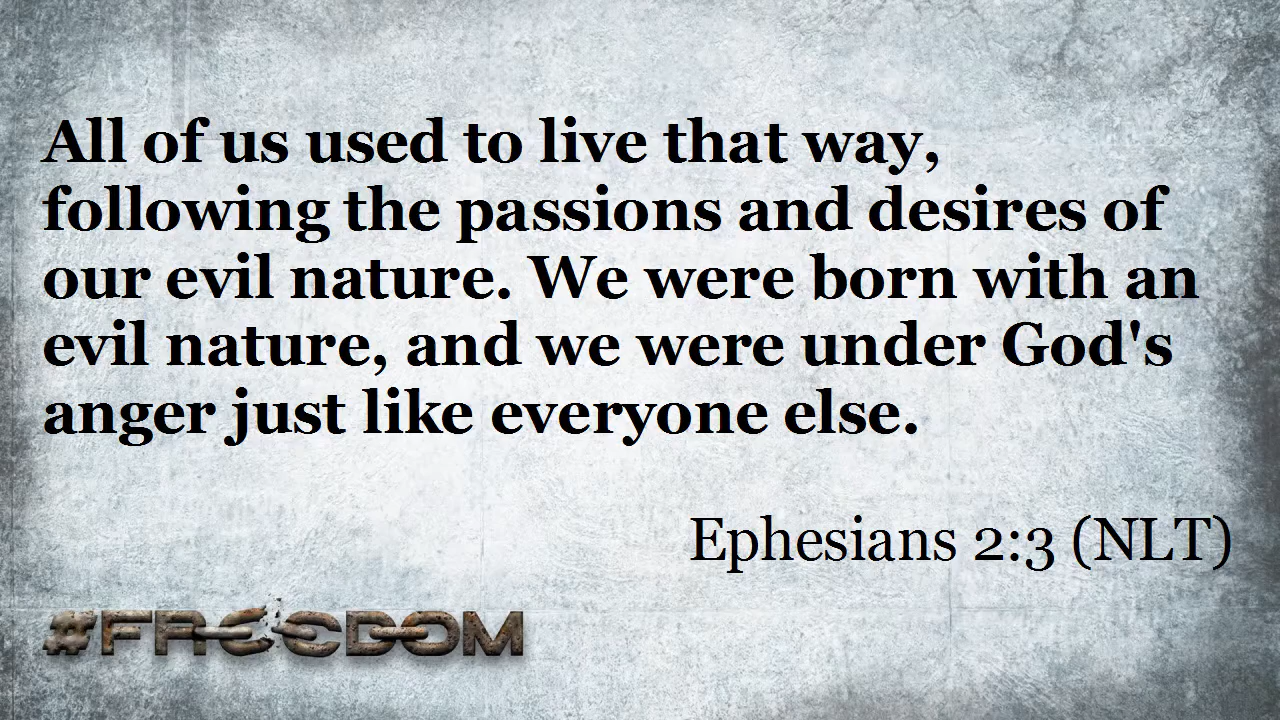 All of us used to live that way,
following the passions and desires of
our evil nature. We were born with an
evil nature, and we were under God's
anger just like everyone else.
Ephesians 2:3 (NLT)
#FREEDOM